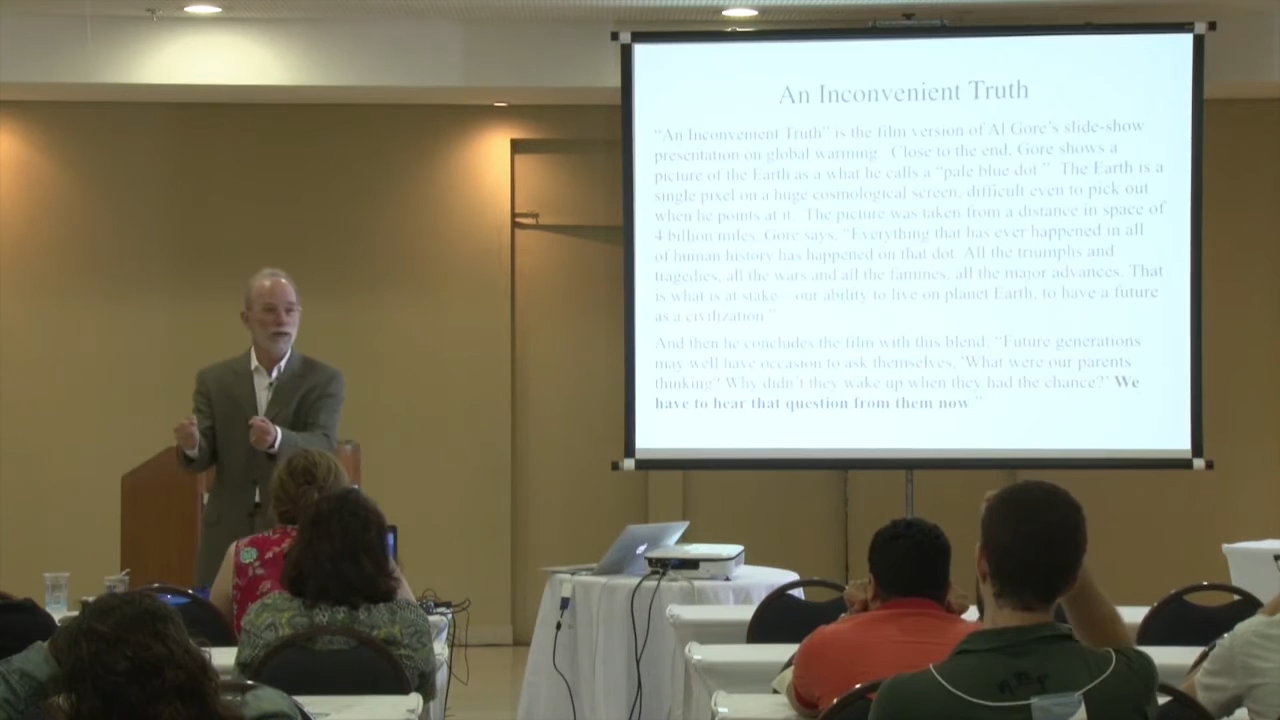 An Inconvenient Truth
"An Inconvenient Truth" is the film version of Al Gore's slide-show
presentation on global warming. Close to the end, Gore shows a
picture of the Earth as a what he calls a "pale blue dot." The Earth is a
single pixel on a huge cosmological screen, difficult even to pick out
when he points at it. The picture was taken from a distance in space of
4 billion miles. Gore says, "Everything that has ever happened in all
of human history has happened on that dot. All the triumphs and
tragedies, all the wars and all the famines, all the major advances. That
is what is at stake—our ability to live on planet Earth, to have a future
as a civilization."
And then he concludes the film with this blend: "Future generations
may well have occasion to ask themselves, 'What were our parents
thinking? Why didn't they wake up when they had the chance?' We
have to hear that question from them now."